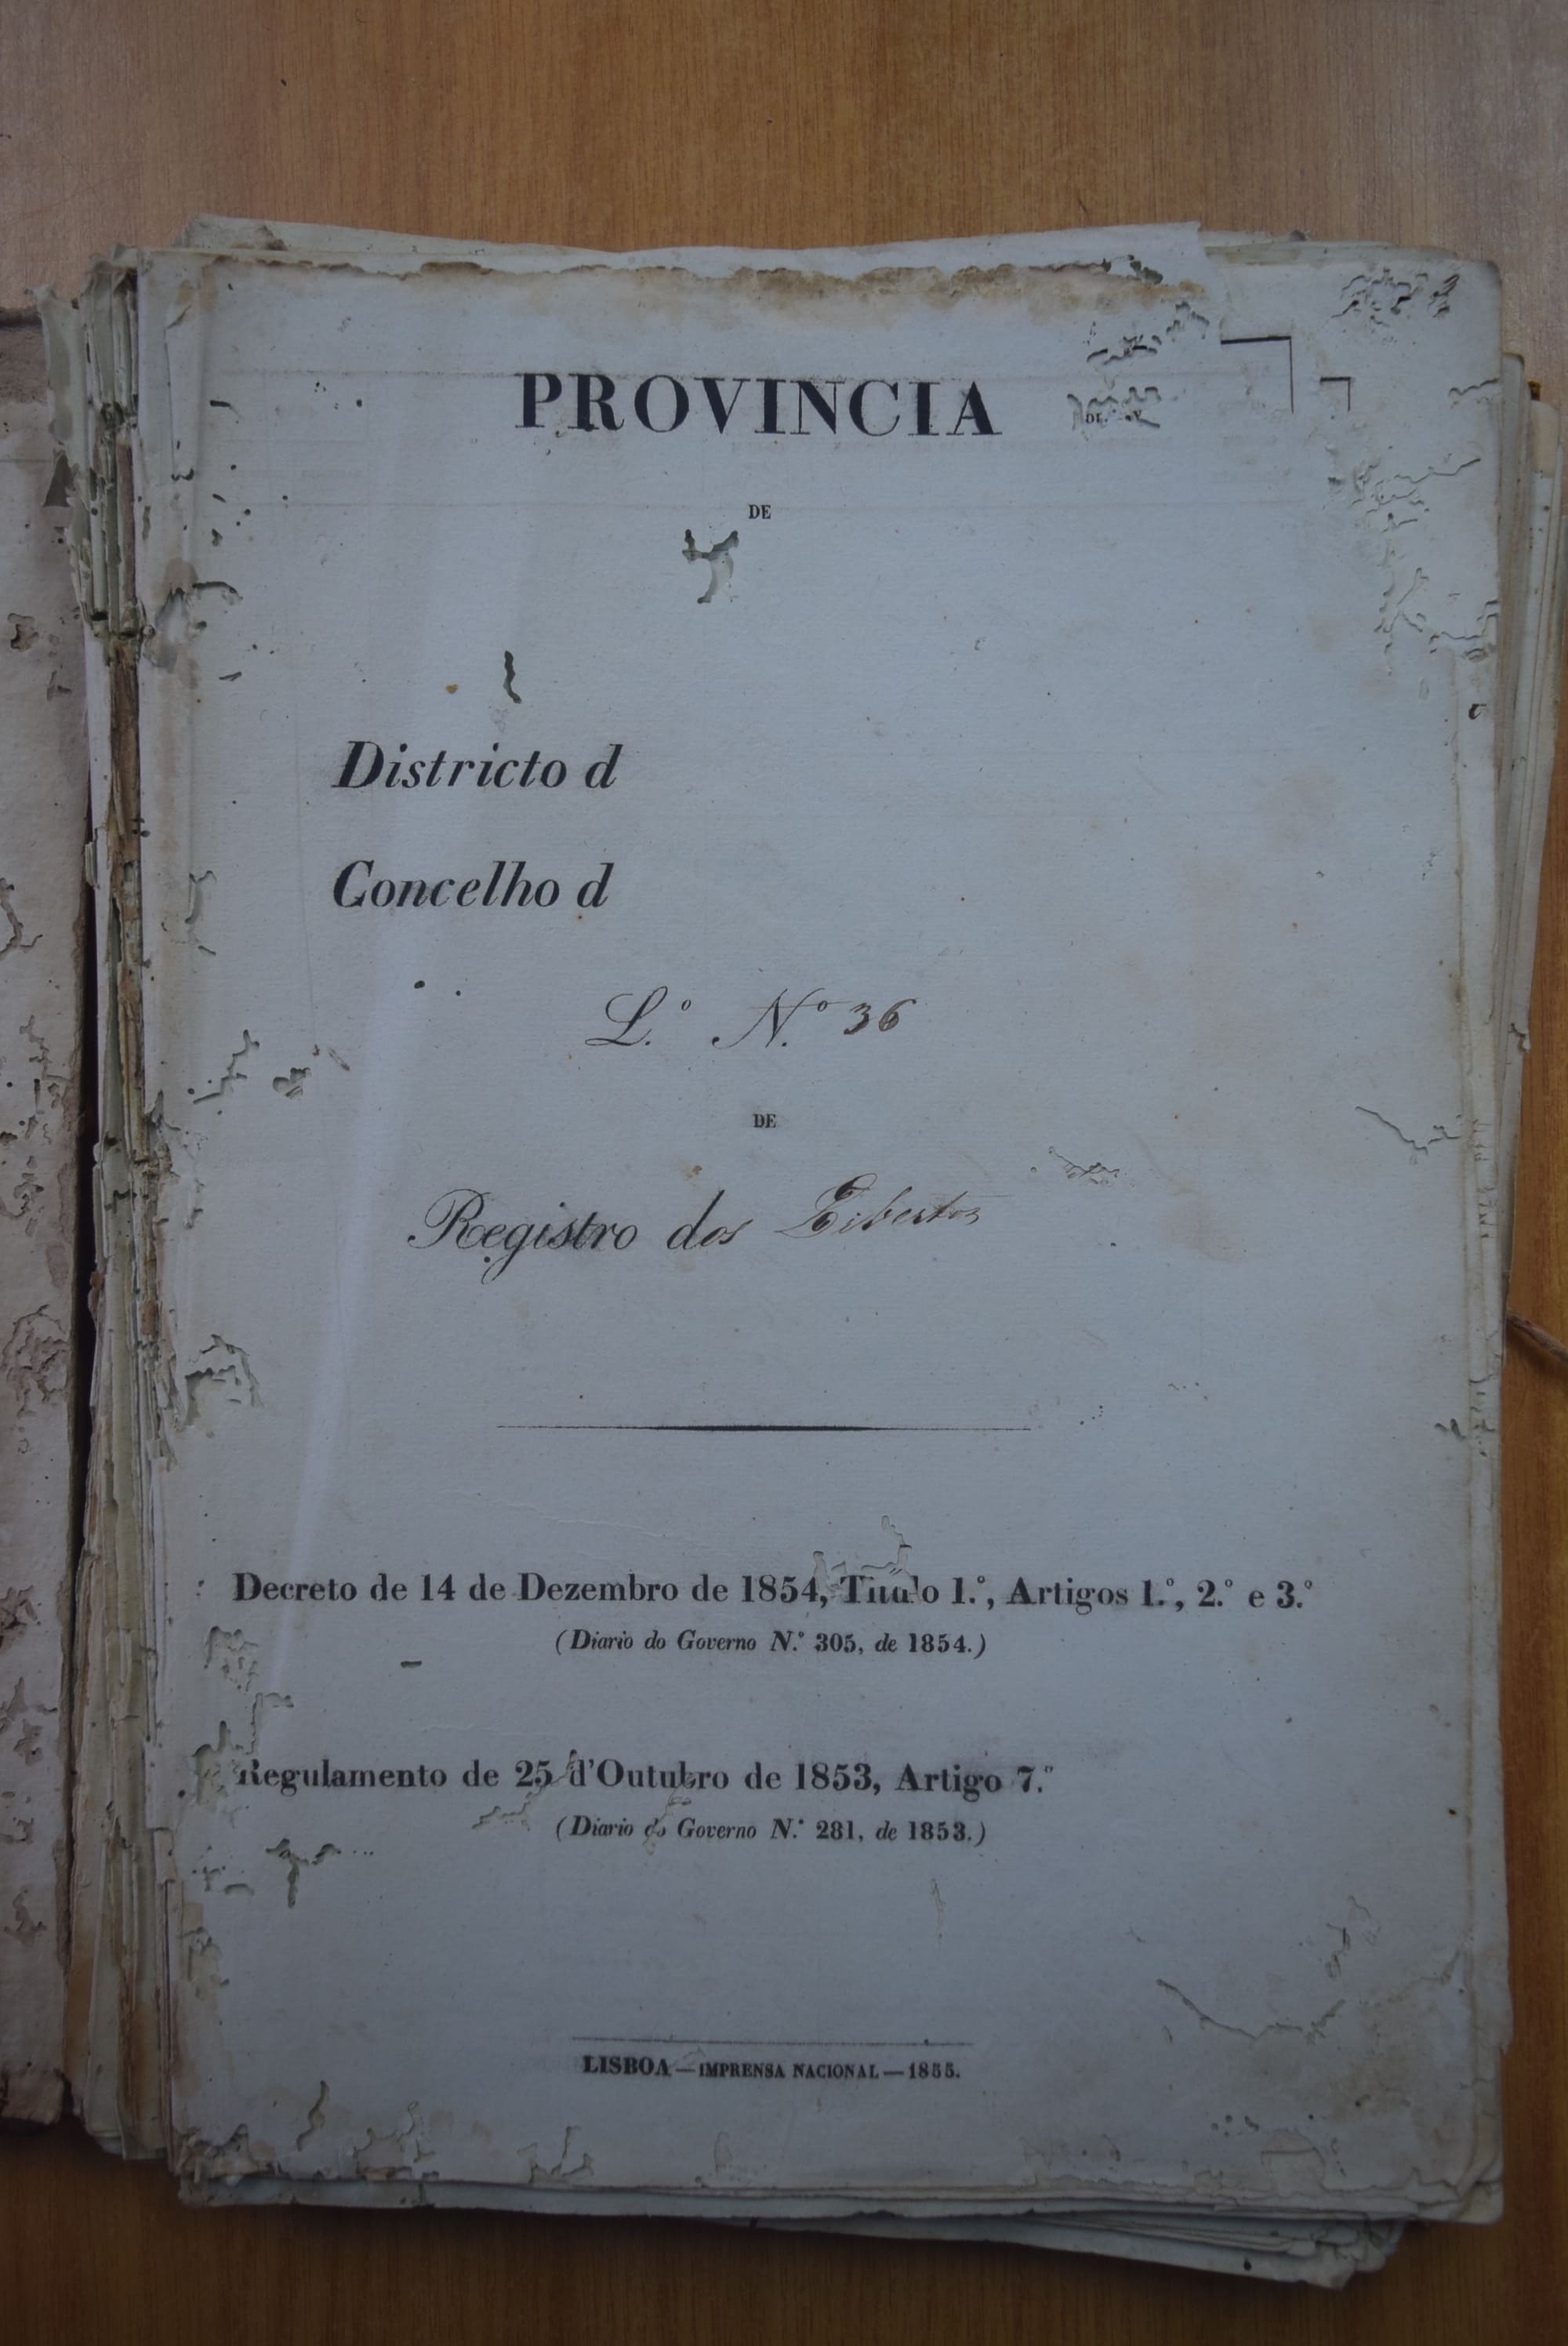 PROVINCIA
DE
Districto d
Concelho d
L.º N.º 36
DE
Registro dos Libertos
Decreto de 14 de Dezembro de 1854, Titulo 1.º, Artigos 1.º, 2.º e 3.º
(Diario do Governo N.º 305, de 1854.)
Regulamento de 25 d'Outubro de 1853, Artigo 7.º
(Diario do Governo N.º 281, de 1853.)
LISBOA — IMPRENSA NACIONAL — 1855.